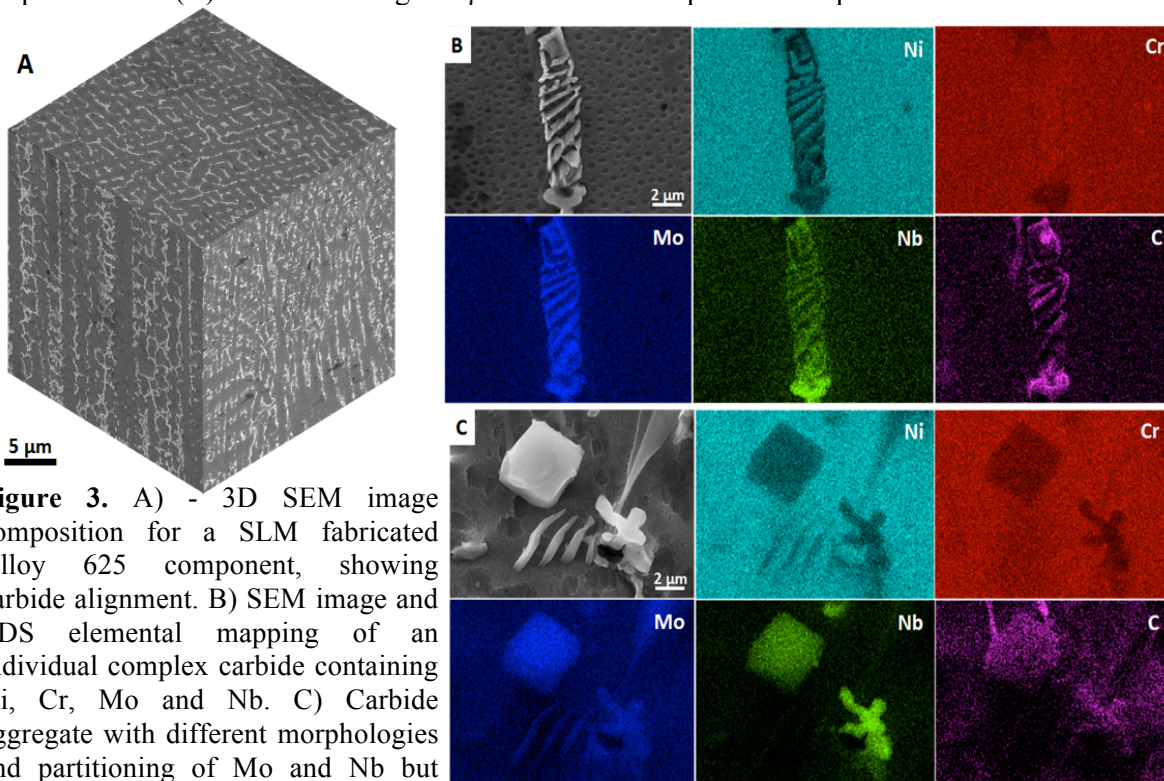 A
5 µm
B
2 µm
Ni
Cr
Mo
Nb
C
C
2 µm
Ni
Cr
Mo
Nb
C
igure 3. A) - 3D SEM image
omposition for a SLM fabricated
lloy 625 component, showing
arbide alignment. B) SEM image and
DS elemental mapping of an
ndividual complex carbide containing
i, Cr, Mo and Nb. C) Carbide
ggregate with different morphologies
nd partitioning of Mo and Nb but